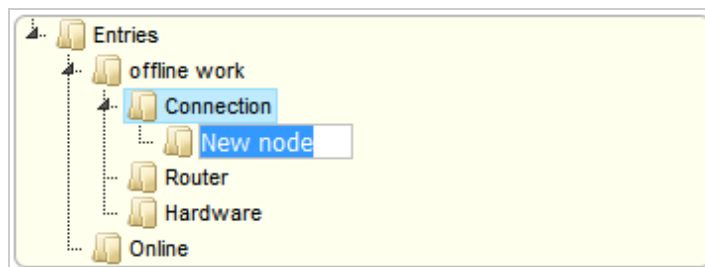 Entries
offline work
Connection
New node
Router
Hardware
Online